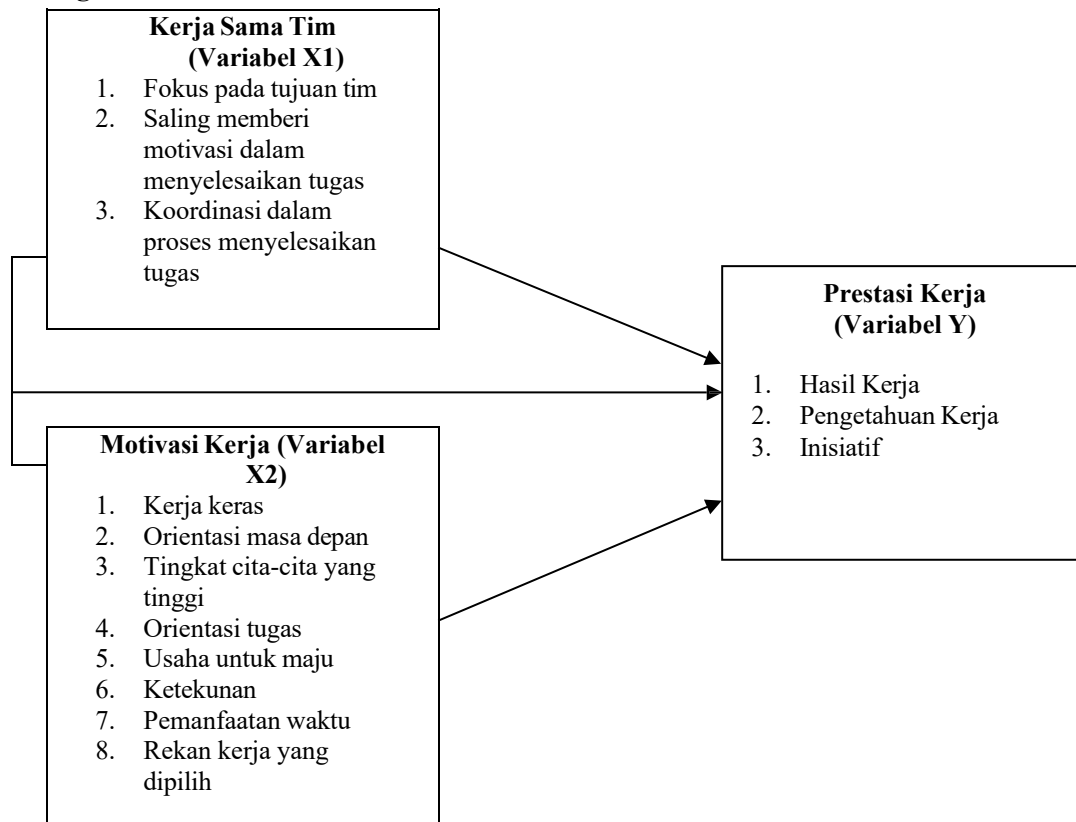 Kerja Sama Tim
(Variabel X1)
1. Fokus pada tujuan tim
2. Saling memberi
motivasi dalam
menyelesaikan tugas
3. Koordinasi dalam
proses menyelesaikan
tugas
Motivasi Kerja (Variabel
X2)
1. Kerja keras
2. Orientasi masa depan
3. Tingkat cita-cita yang
tinggi
4. Orientasi tugas
5. Usaha untuk maju
6. Ketekunan
7. Pemanfaatan waktu
8. Rekan kerja yang
dipilih
Prestasi Kerja
(Variabel Y)
1. Hasil Kerja
2. Pengetahuan Kerja
3. Inisiatif